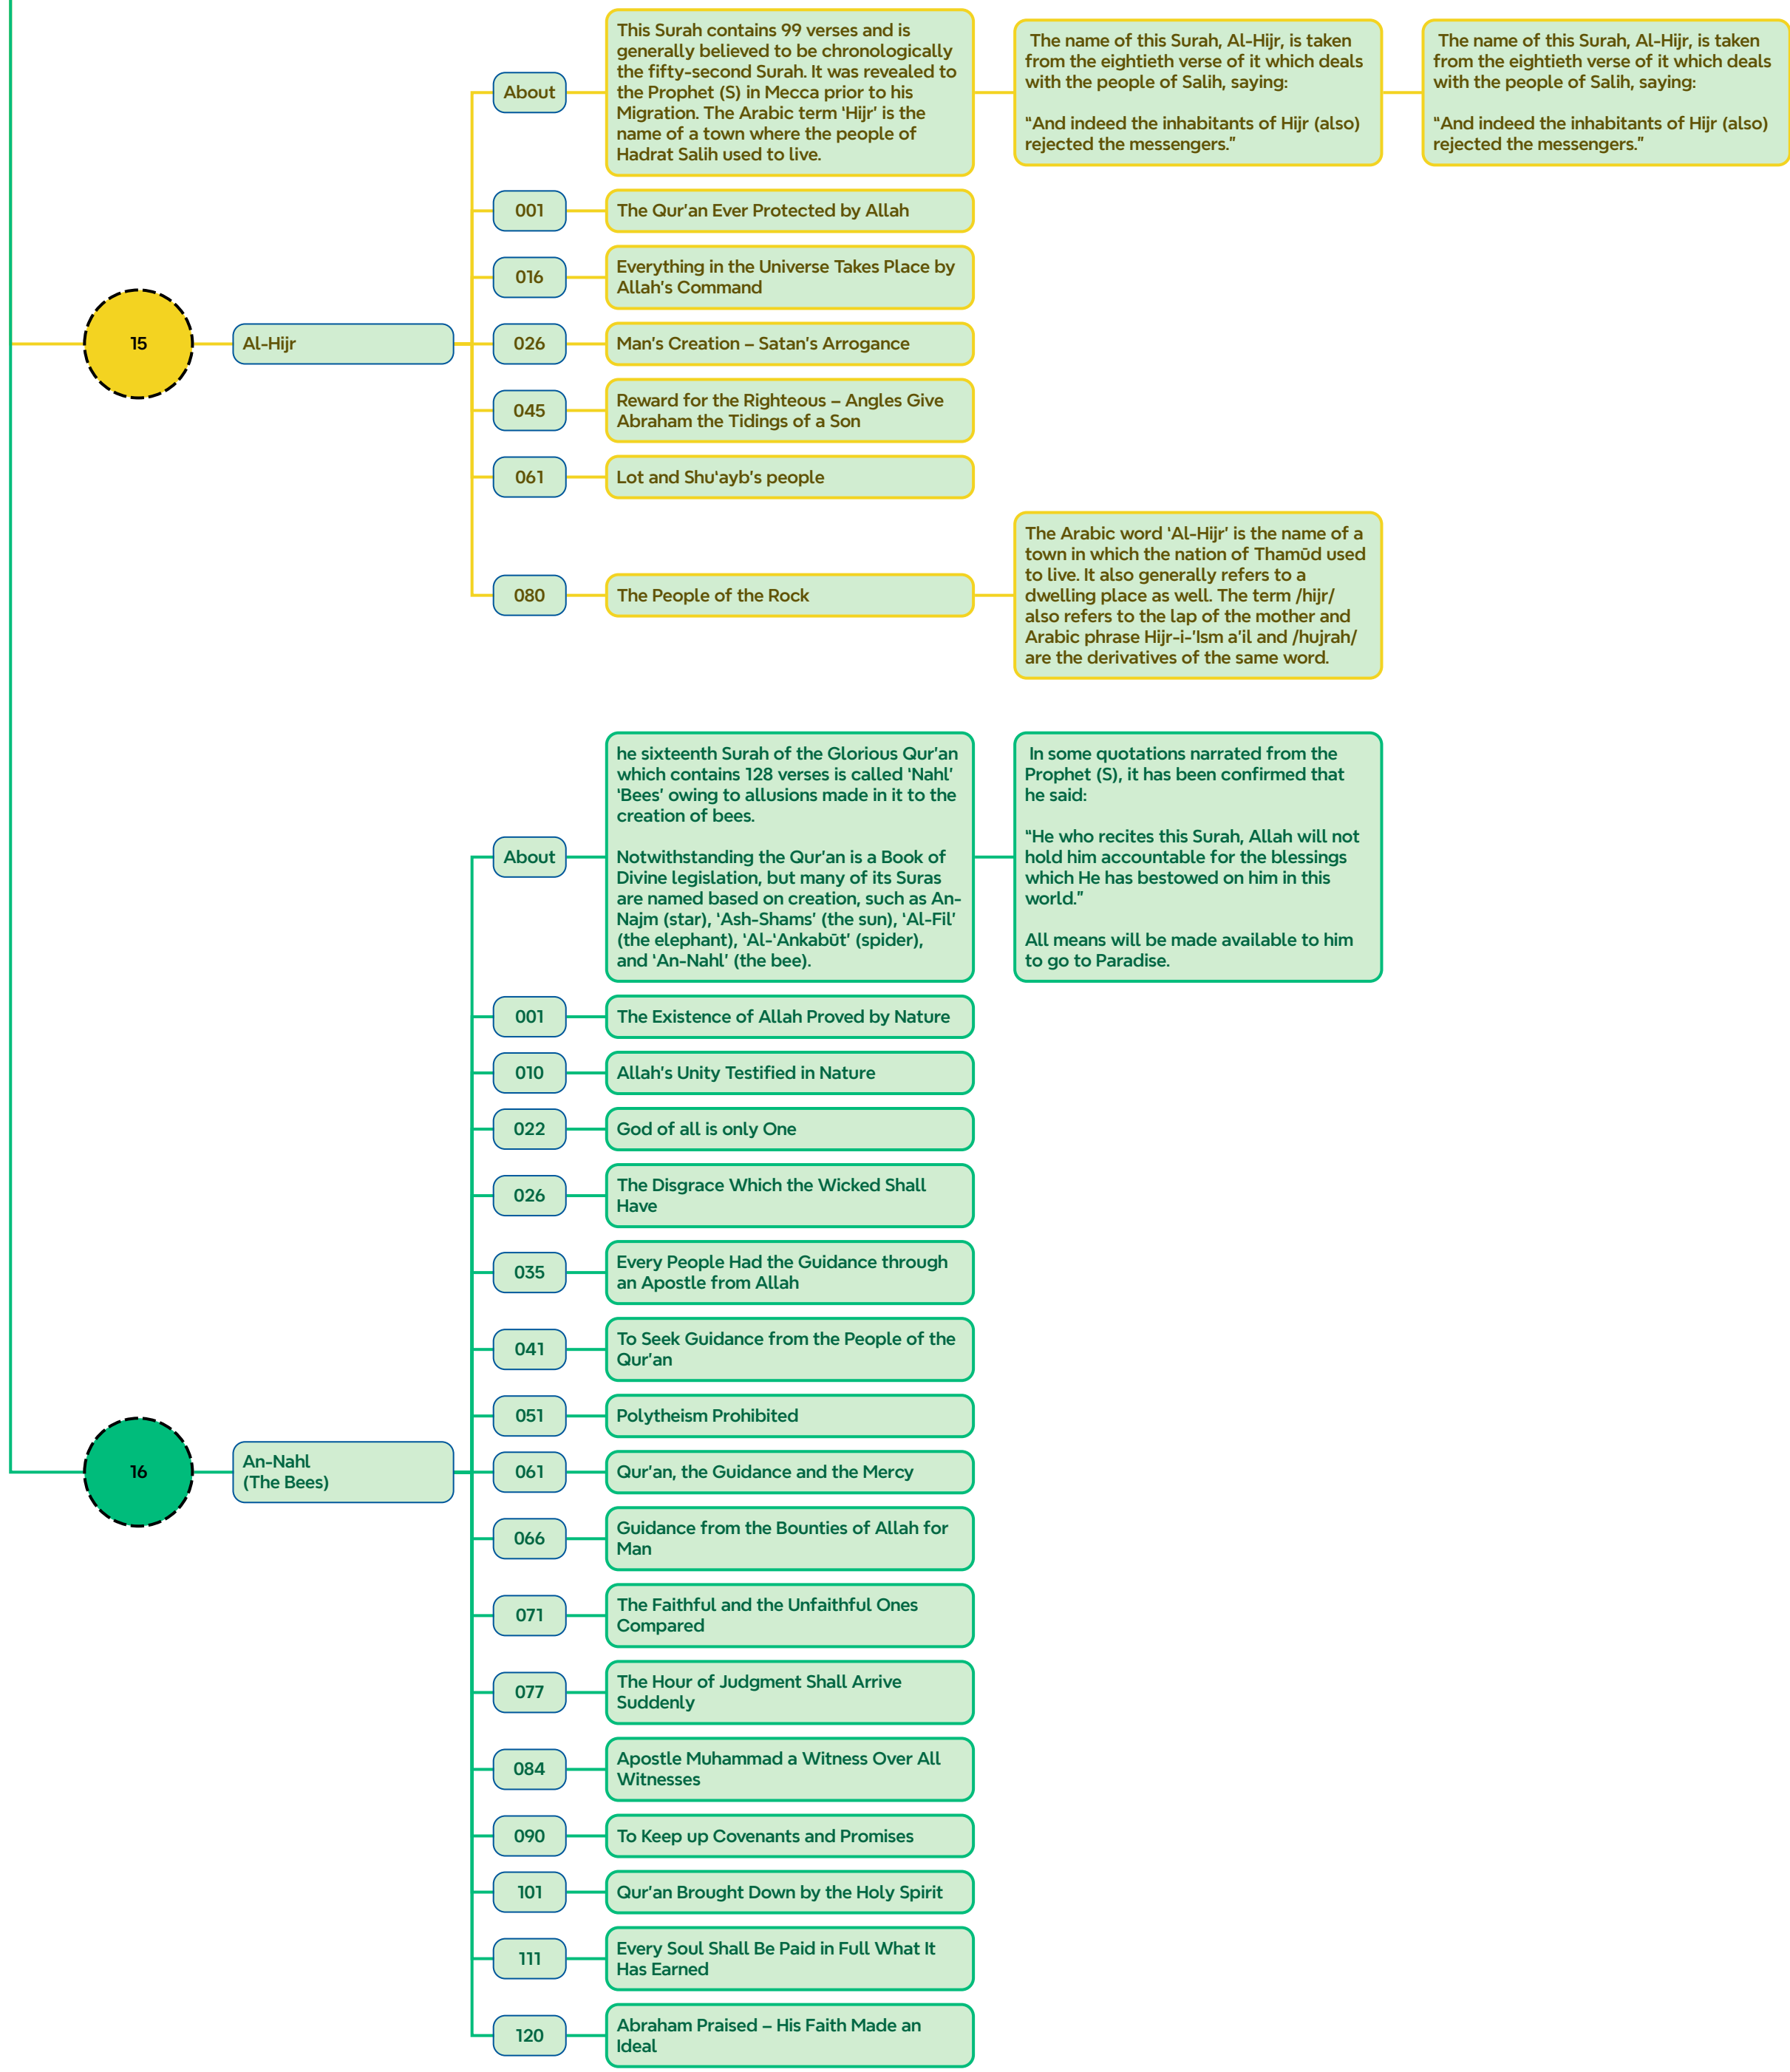 15
Al-Hijr
About
This Surah contains 99 verses and is
generally believed to be chronologically
the fifty-second Surah. It was revealed to
the Prophet (S) in Mecca prior to his
Migration. The Arabic term ‘Hijr’ is the
name of a town where the people of
Hadrat Salih used to live.
The name of this Surah, Al-Hijr, is taken
from the eightieth verse of it which deals
with the people of Salih, saying:
“And indeed the inhabitants of Hijr (also)
rejected the messengers.”
The name of this Surah, Al-Hijr, is taken
from the eightieth verse of it which deals
with the people of Salih, saying:
“And indeed the inhabitants of Hijr (also)
rejected the messengers.”
001
The Qur’an Ever Protected by Allah
016
Everything in the Universe Takes Place by
Allah’s Command
026
Man’s Creation – Satan’s Arrogance
045
Reward for the Righteous – Angles Give
Abraham the Tidings of a Son
061
Lot and Shu‘ayb’s people
080
The People of the Rock
The Arabic word ‘Al-Hijr’ is the name of a
town in which the nation of Thamūd used
to live. It also generally refers to a
dwelling place as well. The term /hijr/
also refers to the lap of the mother and
Arabic phrase Hijr-i-’Ism a’il and /hujrah/
are the derivatives of the same word.
16
An-Nahl
(The Bees)
About
he sixteenth Surah of the Glorious Qur’an
which contains 128 verses is called ‘Nahl’
‘Bees’ owing to allusions made in it to the
creation of bees.
Notwithstanding the Qur’an is a Book of
Divine legislation, but many of its Suras
are named based on creation, such as An-
Najm (star), ‘Ash-Shams’ (the sun), ‘Al-Fil’
(the elephant), ‘Al-‘Ankabūt’ (spider),
and ‘An-Nahl’ (the bee).
In some quotations narrated from the
Prophet (S), it has been confirmed that
he said:
“He who recites this Surah, Allah will not
hold him accountable for the blessings
which He has bestowed on him in this
world.”
All means will be made available to him
to go to Paradise.
001
The Existence of Allah Proved by Nature
010
Allah’s Unity Testified in Nature
022
God of all is only One
026
The Disgrace Which the Wicked Shall
Have
035
Every People Had the Guidance through
an Apostle from Allah
041
To Seek Guidance from the People of the
Qur’an
051
Polytheism Prohibited
061
Qur’an, the Guidance and the Mercy
066
Guidance from the Bounties of Allah for
Man
071
The Faithful and the Unfaithful Ones
Compared
077
The Hour of Judgment Shall Arrive
Suddenly
084
Apostle Muhammad a Witness Over All
Witnesses
090
To Keep up Covenants and Promises
101
Qur’an Brought Down by the Holy Spirit
111
Every Soul Shall Be Paid in Full What It
Has Earned
120
Abraham Praised – His Faith Made an
Ideal